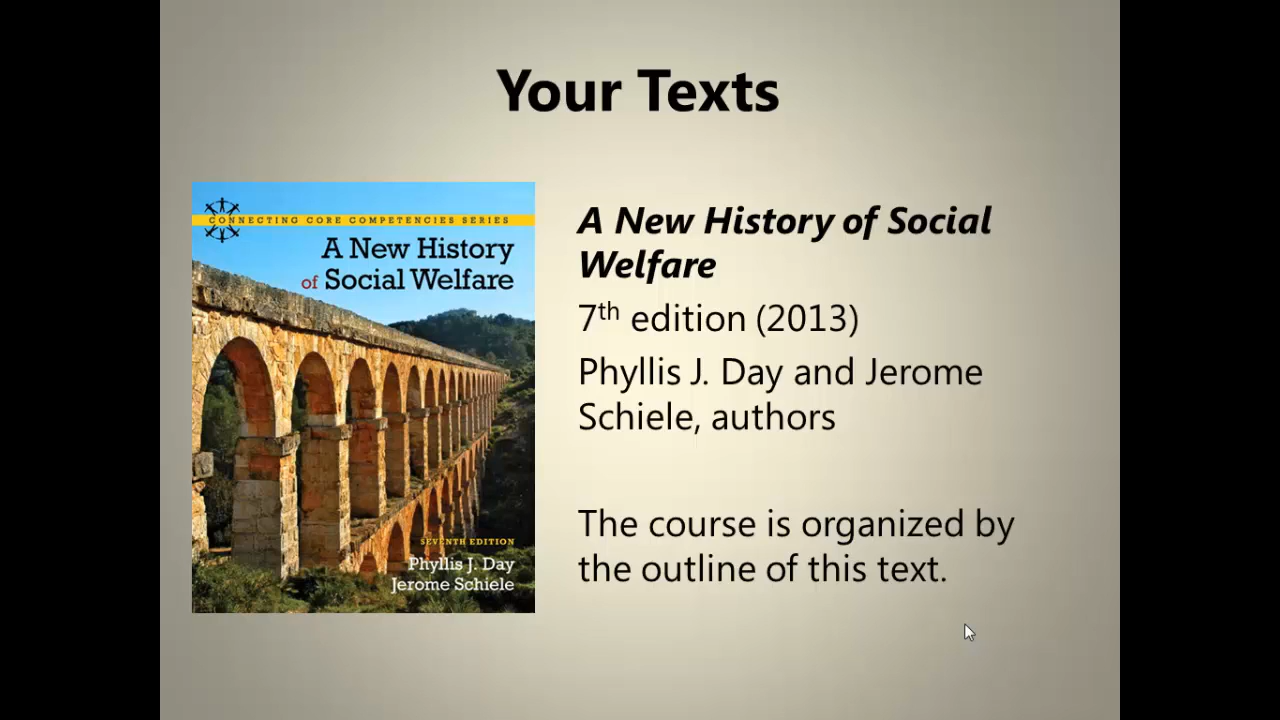 Your Texts
CONNECTING CORE COMPETENCIES SERIES
A New History
of Social Welfare
SEVENTH EDITION
Phyllis J. Day
Jerome Schiele
A New History of Social
Welfare
7th edition (2013)
Phyllis J. Day and Jerome
Schiele, authors
The course is organized by
the outline of this text.